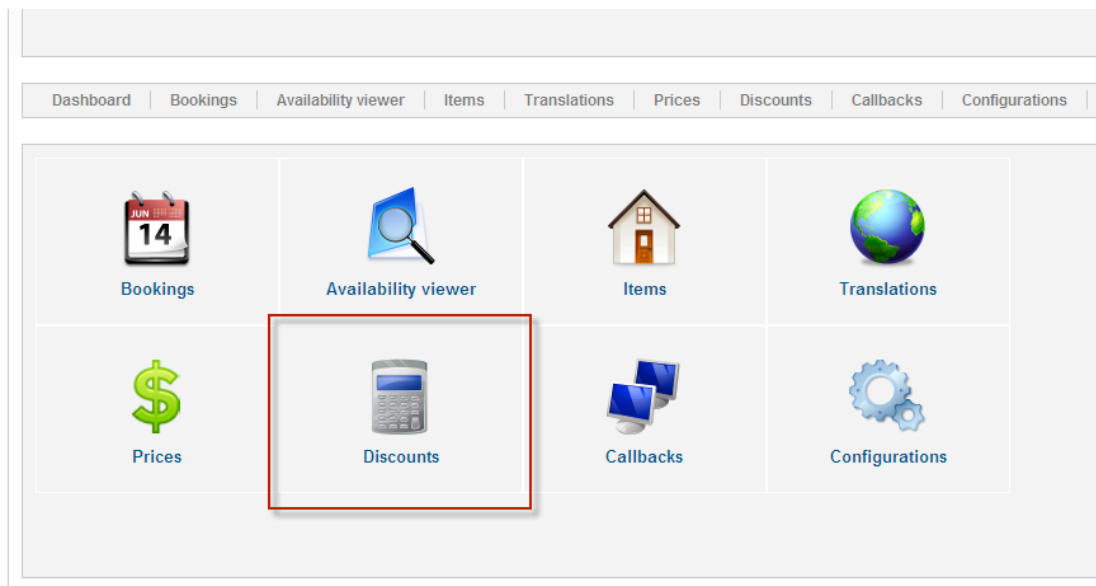 Dashboard | Bookings | Availability viewer | Items | Translations | Prices | Discounts | Callbacks | Configurations |
JUN
14
Bookings Availability viewer Items Translations
$
Prices Discounts Callbacks Configurations